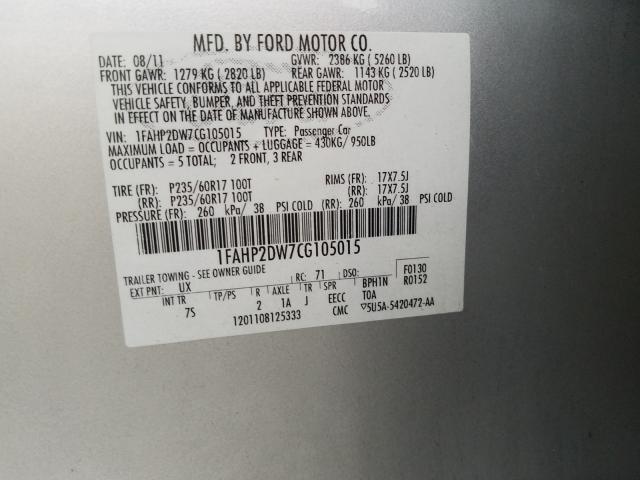 MFD. BY FORD MOTOR CO.
DATE: 08/11 GVWR: 2386 KG ( 5260 LB)
FRONT GAWR: 1279 KG ( 2820 LB) REAR GAWR: 1143 KG ( 2520 LB)
THIS VEHICLE CONFORMS TO ALL APPLICABLE FEDERAL MOTOR
VEHICLE SAFETY, BUMPER, AND THEFT PREVENTION STANDARDS
IN EFFECT ON THE DATE OF MANUFACTURE SHOWN ABOVE.
VIN: 1FAHP2DW7CG105015 TYPE: Passenger Car
MAXIMUM LOAD = OCCUPANTS + LUGGAGE = 430KG/ 950LB
OCCUPANTS = 5 TOTAL; 2 FRONT, 3 REAR
TIRE (FR): P235/60R17 100T RIMS (FR): 17X7.5J
(RR): P235/60R17 100T (RR): 17X7.5J
PRESSURE (FR): 260 kPa/ 38 PSI COLD (RR): 260 kPa/ 38 PSI COLD
1FAHP2DW7CG105015
TRAILER TOWING - SEE OWNER GUIDE
EXT PNT: UX RC: 71 DSO: F0130
INT TR TP/PS R AXLE TR SPR BPH1N R0152
7S 2 1A J EECC TOA
1201108125333 CMC ▽5U5A-5420472-AA